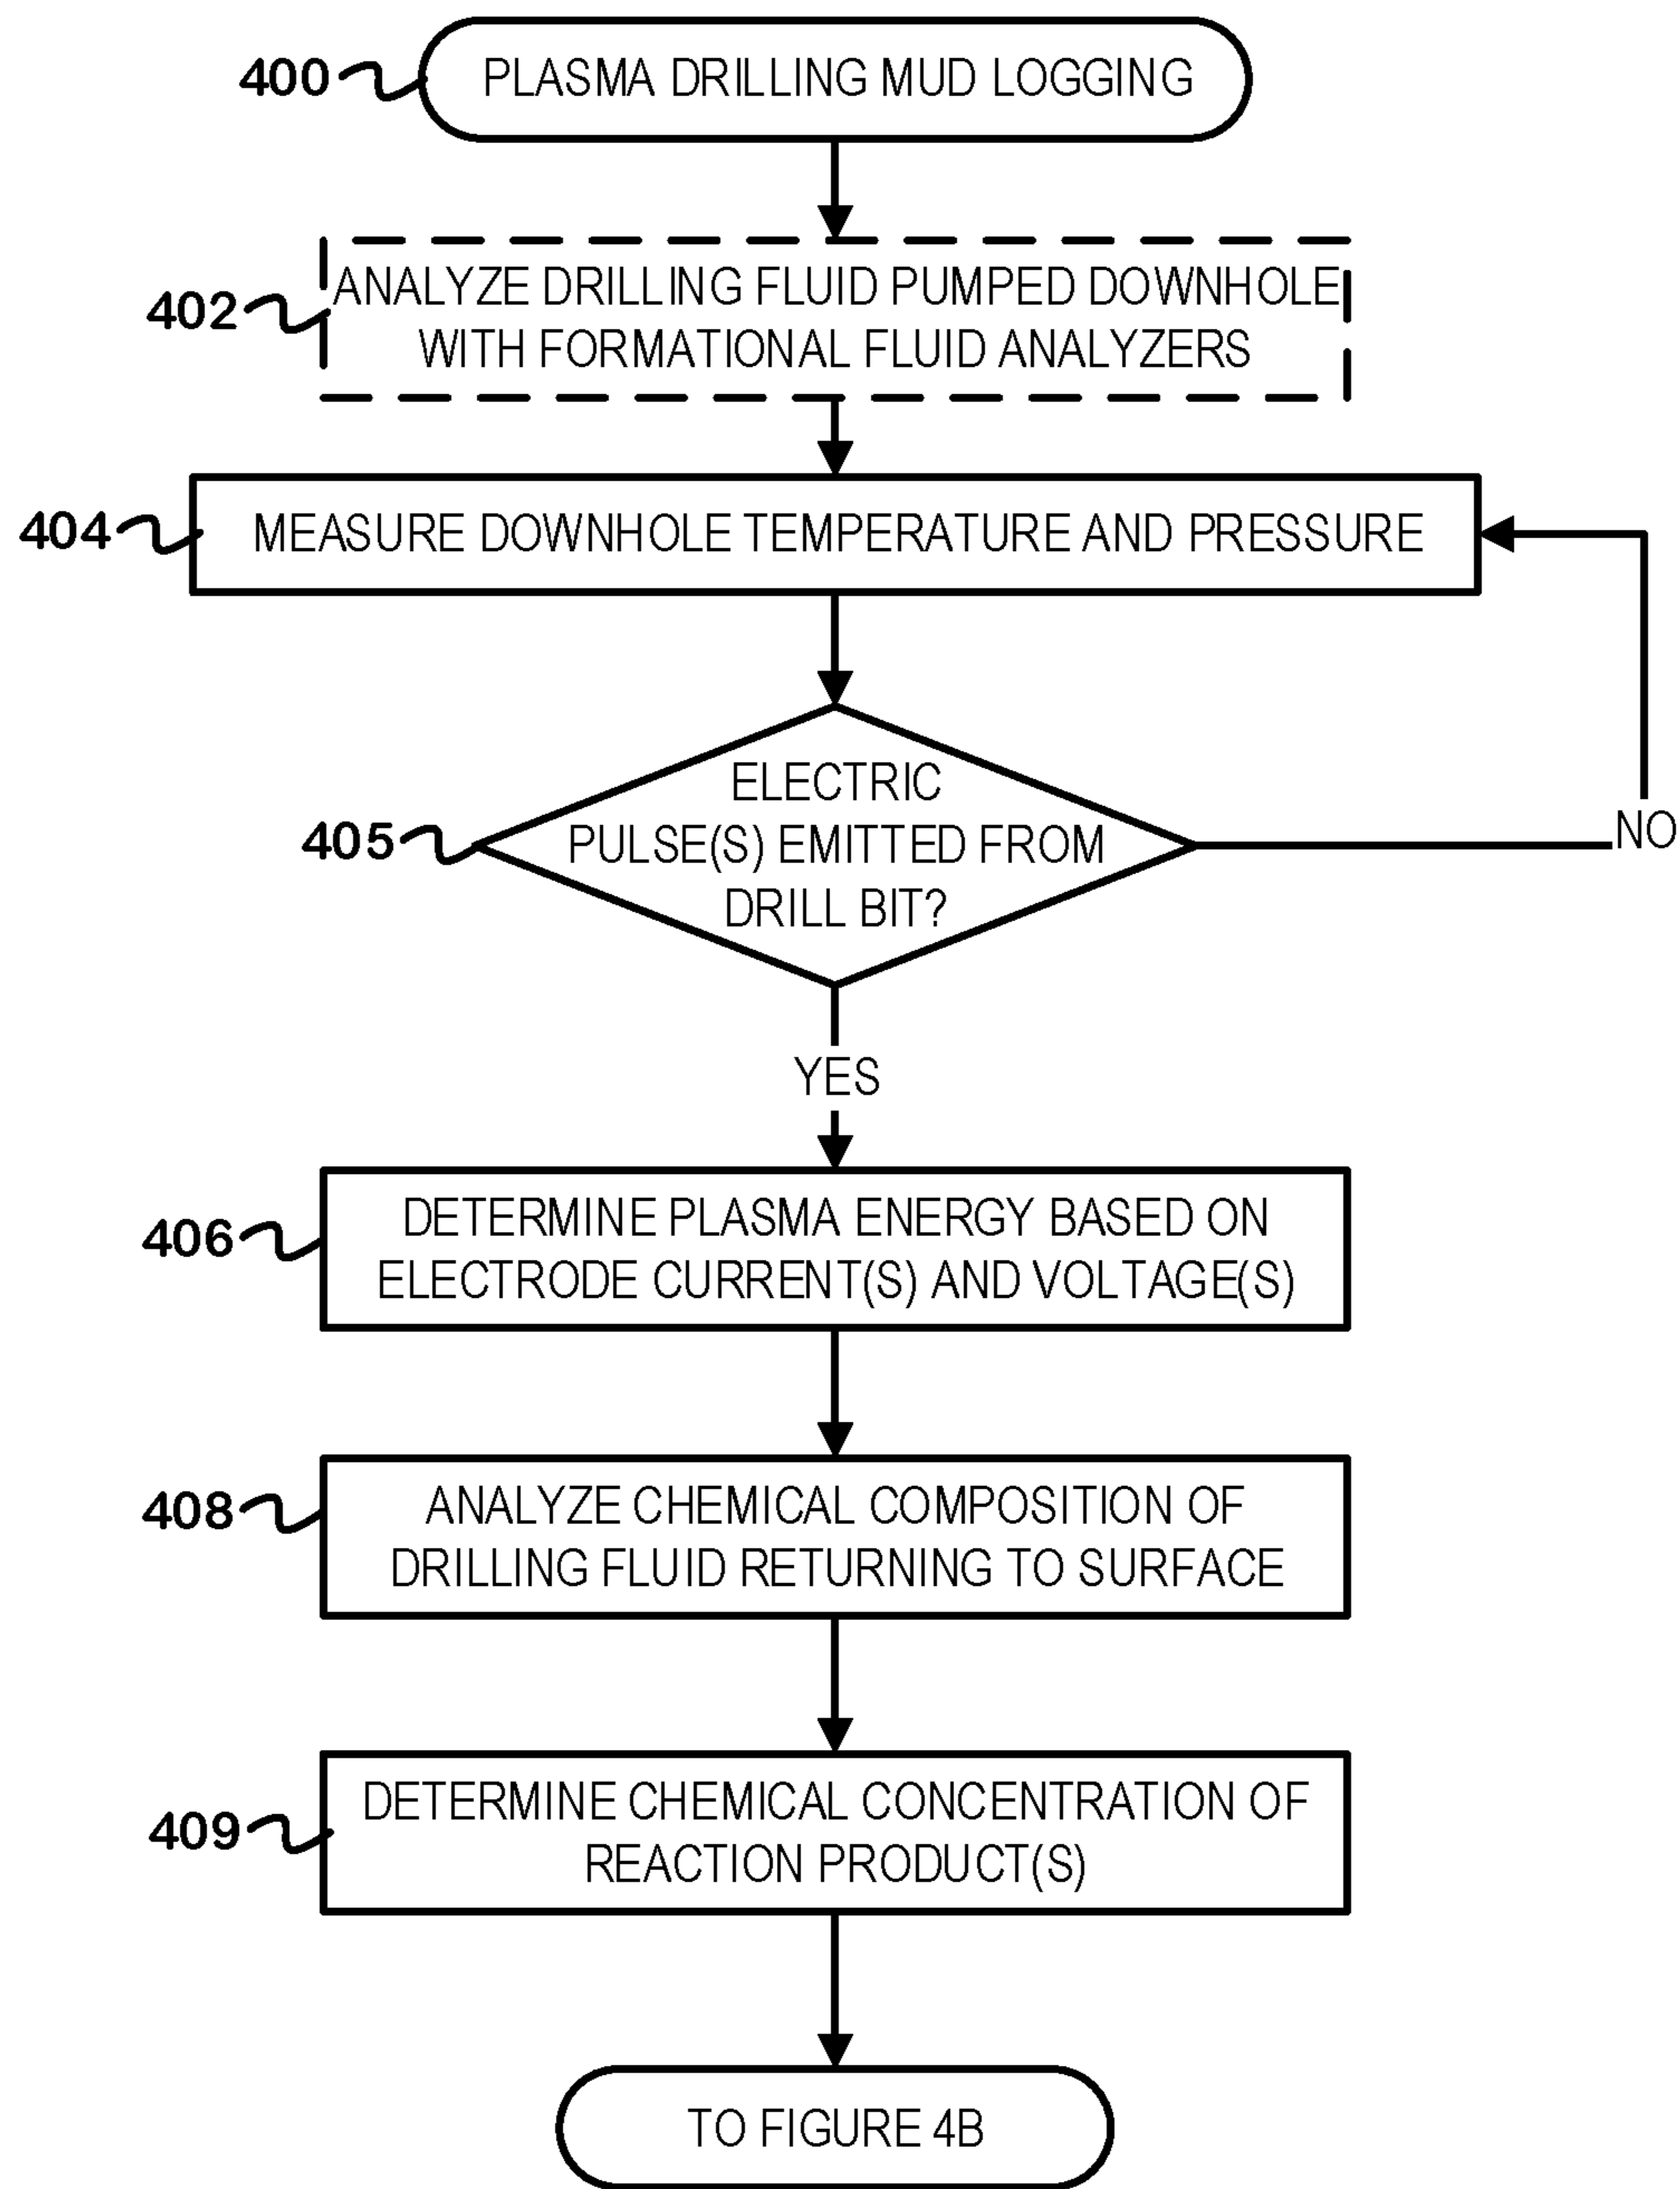 400
PLASMA DRILLING MUD LOGGING
402
ANALYZE DRILLING FLUID PUMPED DOWNHOLE
WITH FORMATIONAL FLUID ANALYZERS
404
MEASURE DOWNHOLE TEMPERATURE AND PRESSURE
405
ELECTRIC
PULSE(S) EMITTED FROM
DRILL BIT?
NO
YES
406
DETERMINE PLASMA ENERGY BASED ON
ELECTRODE CURRENT(S) AND VOLTAGE(S)
408
ANALYZE CHEMICAL COMPOSITION OF
DRILLING FLUID RETURNING TO SURFACE
409
DETERMINE CHEMICAL CONCENTRATION OF
REACTION PRODUCT(S)
TO FIGURE 4B